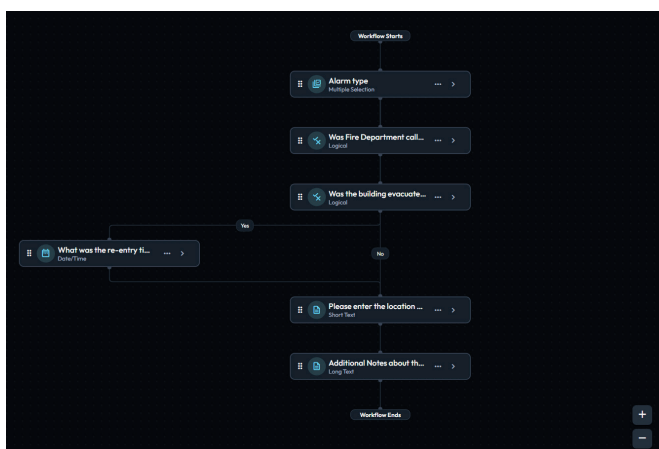 Workflow Starts
Alarm type
Multiple Selection
Was Fire Department call...
Logical
Was the building evacuate...
Logical
Yes
What was the re-entry ti...
Date/Time
No
Please enter the location ...
Short Text
Additional Notes about th...
Long Text
Workflow Ends